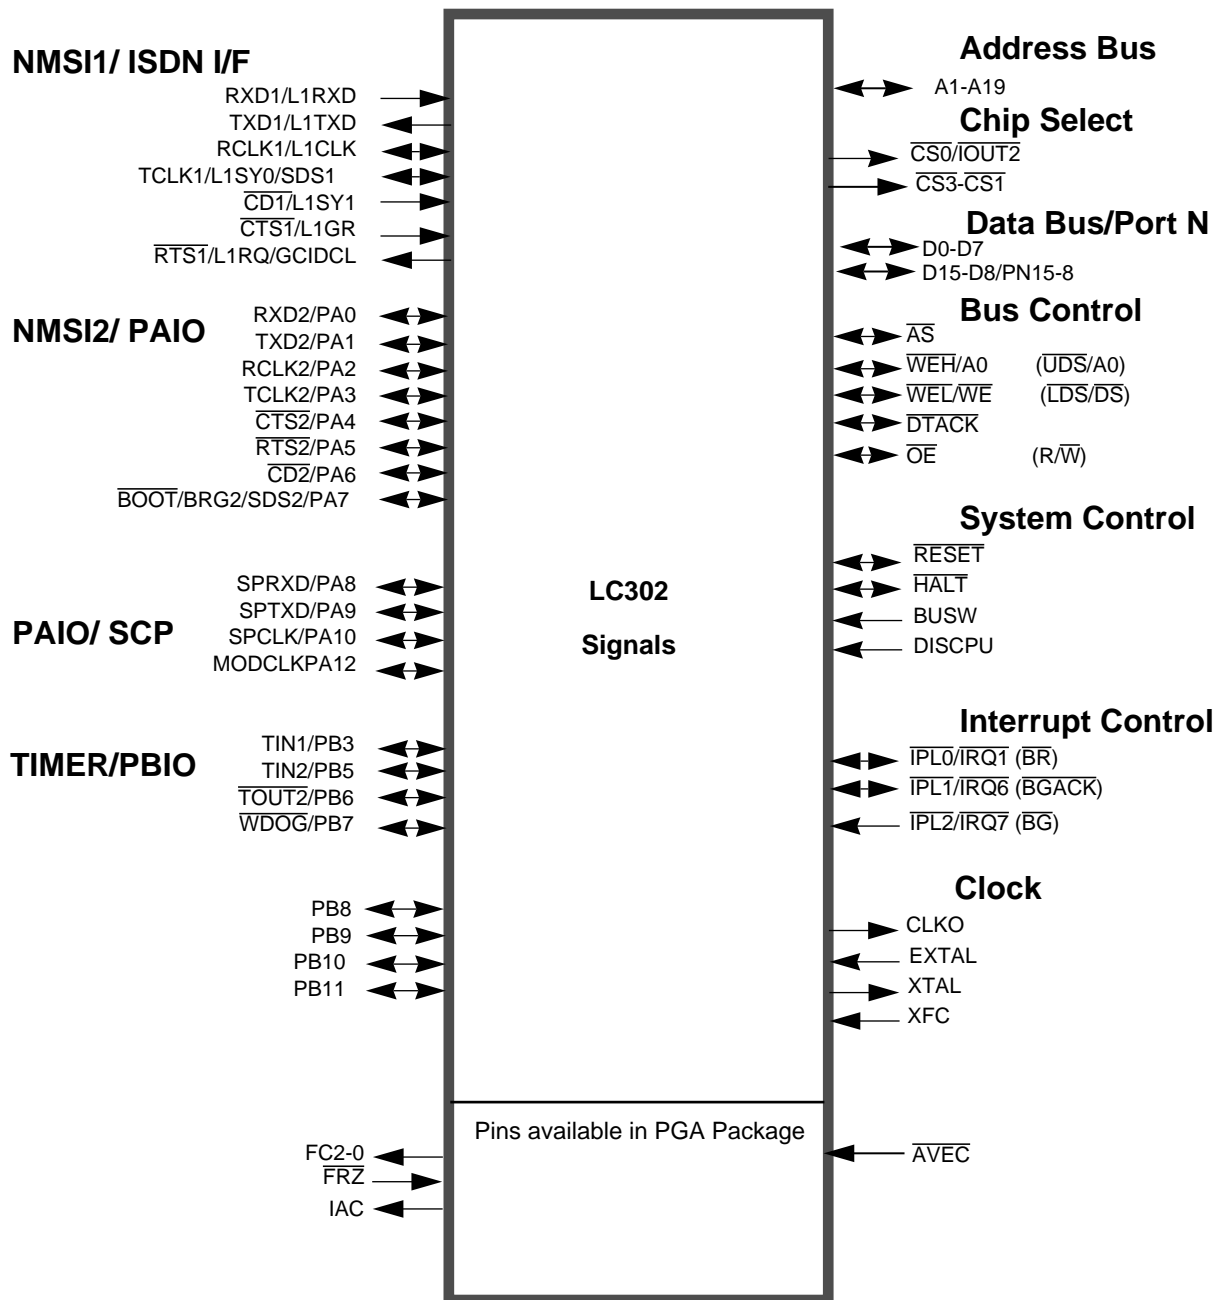 NMSI1/ ISDN I/F
RXD1/L1RXD
TXD1/L1TXD
RCLK1/L1CLK
TCLK1/L1SY0/SDS1
CD1/L1SY1
CTS1/L1GR
RTS1/L1RQ/GCIDCL
NMSI2/ PAIO
RXD2/PA0
TXD2/PA1
RCLK2/PA2
TCLK2/PA3
CTS2/PA4
RTS2/PA5
CD2/PA6
BOOT/BRG2/SDS2/PA7
PAIO/ SCP
SPRXD/PA8
SPTXD/PA9
SPCLK/PA10
MODCLKPA12
TIMER/PBIO
TIN1/PB3
TIN2/PB5
TOUT2/PB6
WDOG/PB7
PB8
PB9
PB10
PB11
FC2-0
FRZ
IAC
LC302
Signals
Pins available in PGA Package
Address Bus
A1-A19
Chip Select
CS0/IOUT2
CS3-CS1
Data Bus/Port N
D0-D7
D15-D8/PN15-8
Bus Control
AS
WEH/A0 (UDS/A0)
WEL/WE (LDS/DS)
DTACK
OE (R/W)
System Control
RESET
HALT
BUSW
DISCPU
Interrupt Control
IPL0/IRQ1 (BR)
IPL1/IRQ6 (BGACK)
IPL2/IRQ7 (BG)
Clock
CLKO
EXTAL
XTAL
XFC
AVEC